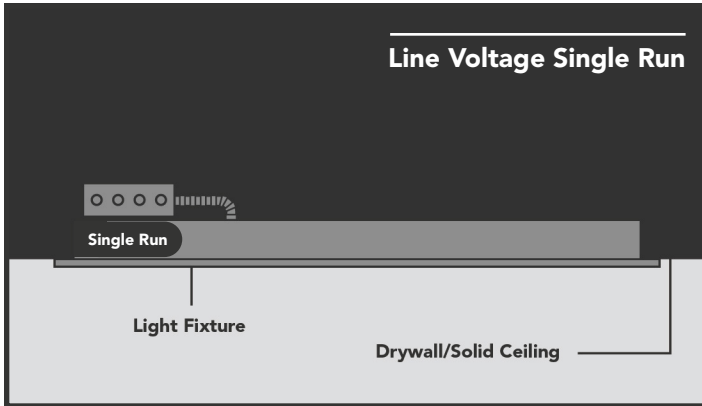 Line Voltage Single Run
Single Run
Light Fixture
Drywall/Solid Ceiling